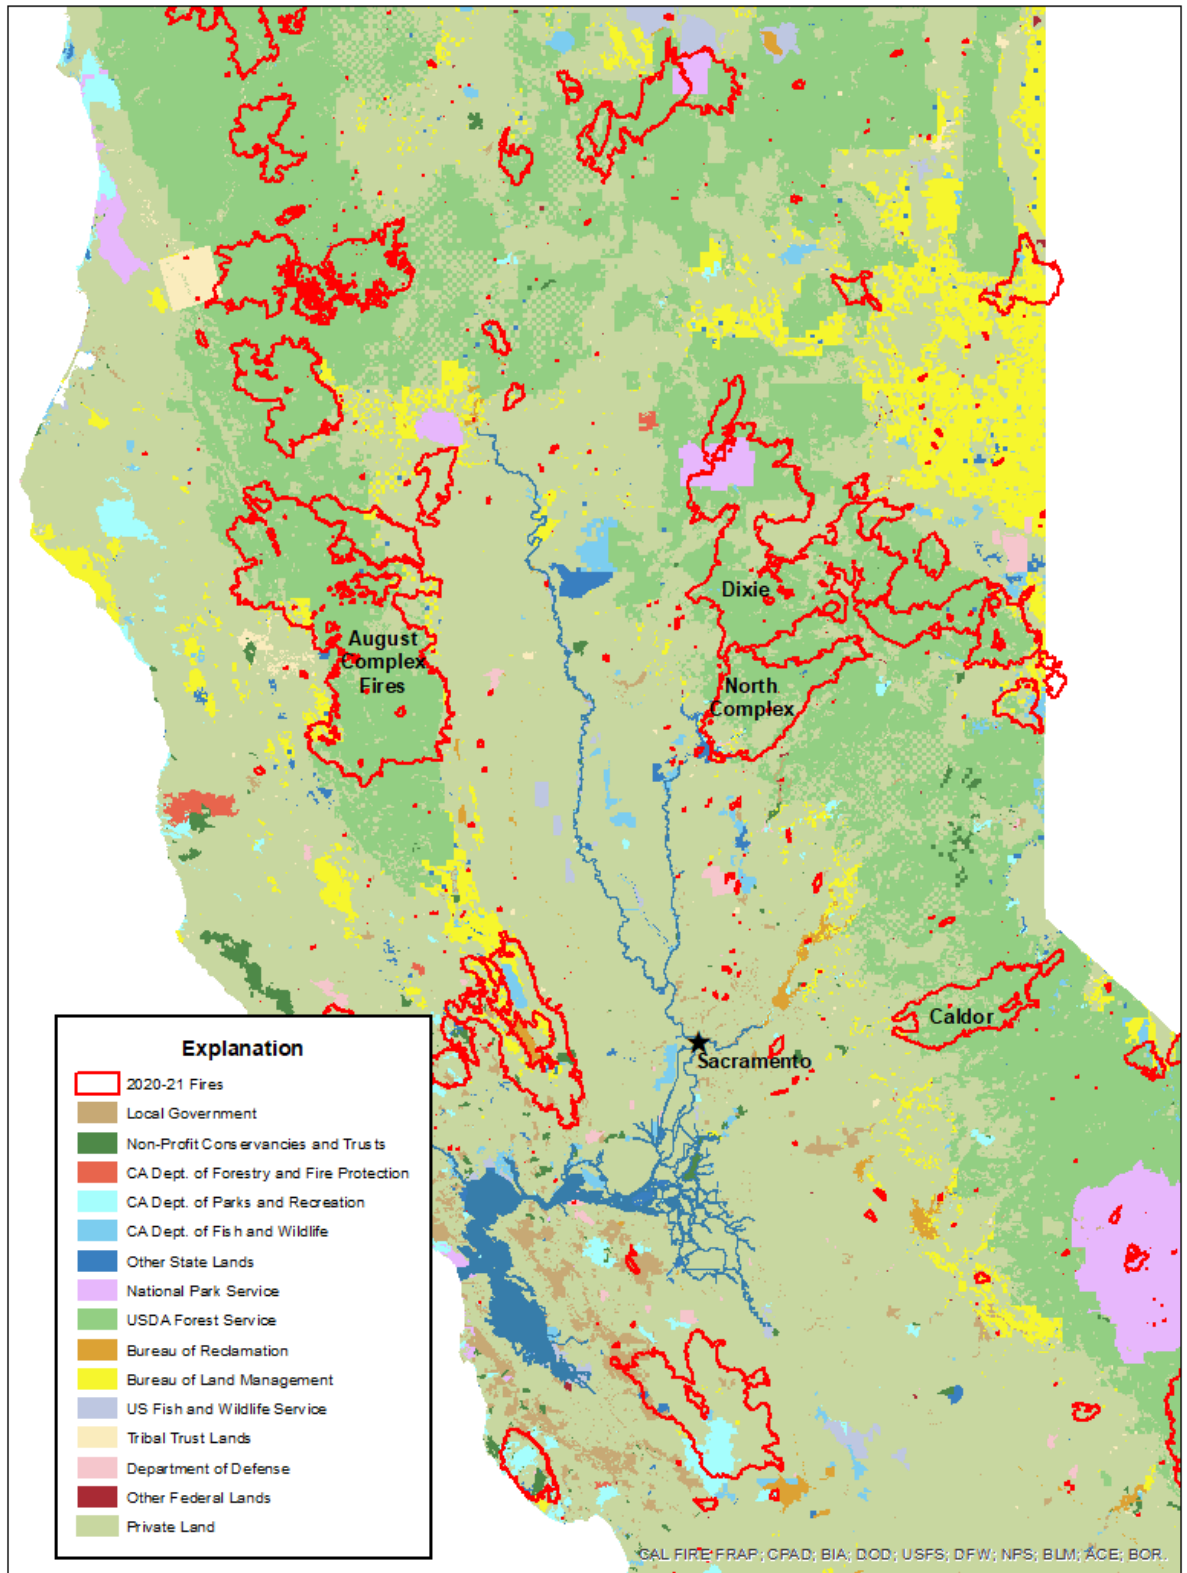 Dixie
August
Complex
Fires
North
Complex
Caldor
Sacramento
Explanation
2020-21 Fires
Local Government
Non-Profit Conservancies and Trusts
CA Dept. of Forestry and Fire Protection
CA Dept. of Parks and Recreation
CA Dept. of Fish and Wildlife
Other State Lands
National Park Service
USDA Forest Service
Bureau of Reclamation
Bureau of Land Management
US Fish and Wildlife Service
Tribal Trust Lands
Department of Defense
Other Federal Lands
Private Land
CAL FIRE FRAP; CPAD; BIA; DOD; USFS; DFW; NPS; BLM; ACE; BOR.